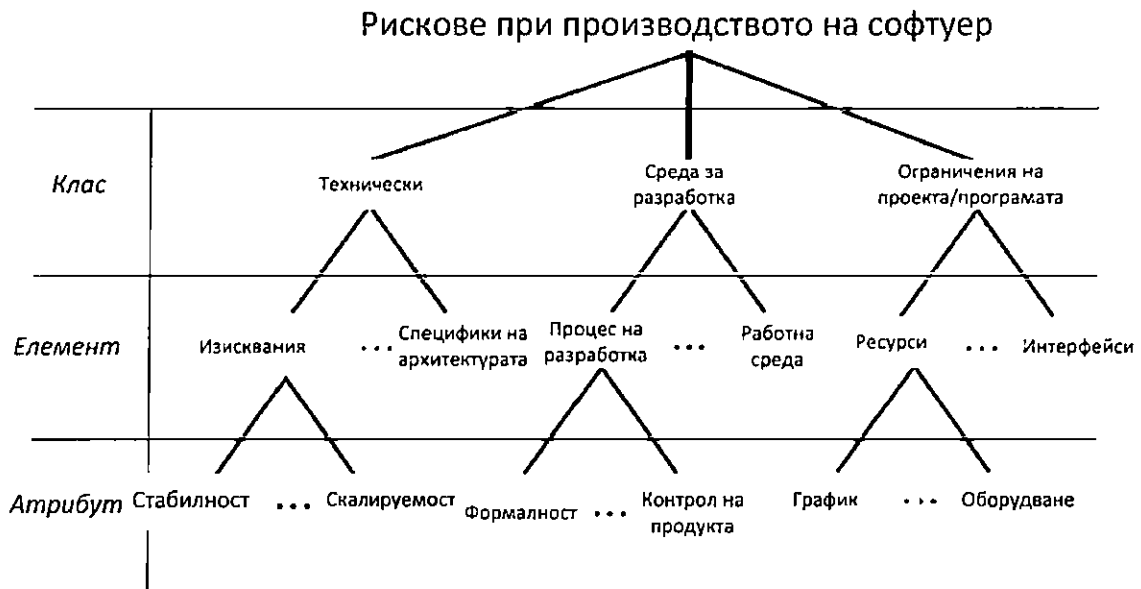 Рискове при производството на софтуер
Клас
Технически
Среда за
разработка
Ограничения на
проекта/програмата
Елемент
Изисквания
...
Специфики на
архитектурата
Процес на
разработка
...
Работна
среда
Ресурси
...
Интерфейси
Атрибут
Стабилност
...
Скалируемост
Формалност
...
Контрол на
продукта
График
...
Оборудване